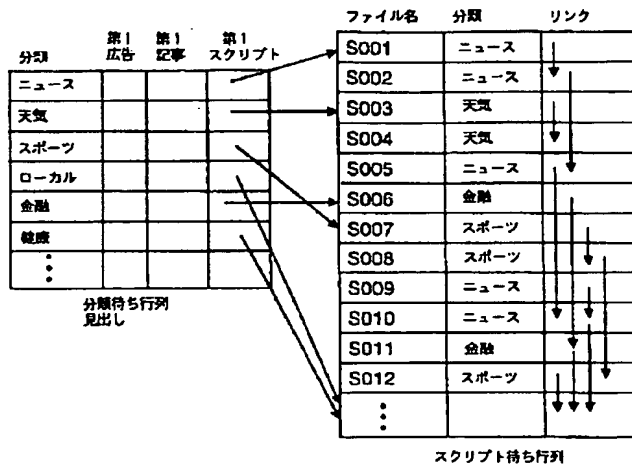 ファイル名 分類 リンク
分類 第1広告 第1記事 第1スクリプト
ニュース
天気
スポーツ
ローカル
金融
健康
分類待ち行列
見出し
S001 ニュース
S002 ニュース
S003 天気
S004 天気
S005 ニュース
S006 金融
S007 スポーツ
S008 スポーツ
S009 ニュース
S010 ニュース
S011 金融
S012 スポーツ
スクリプト待ち行列